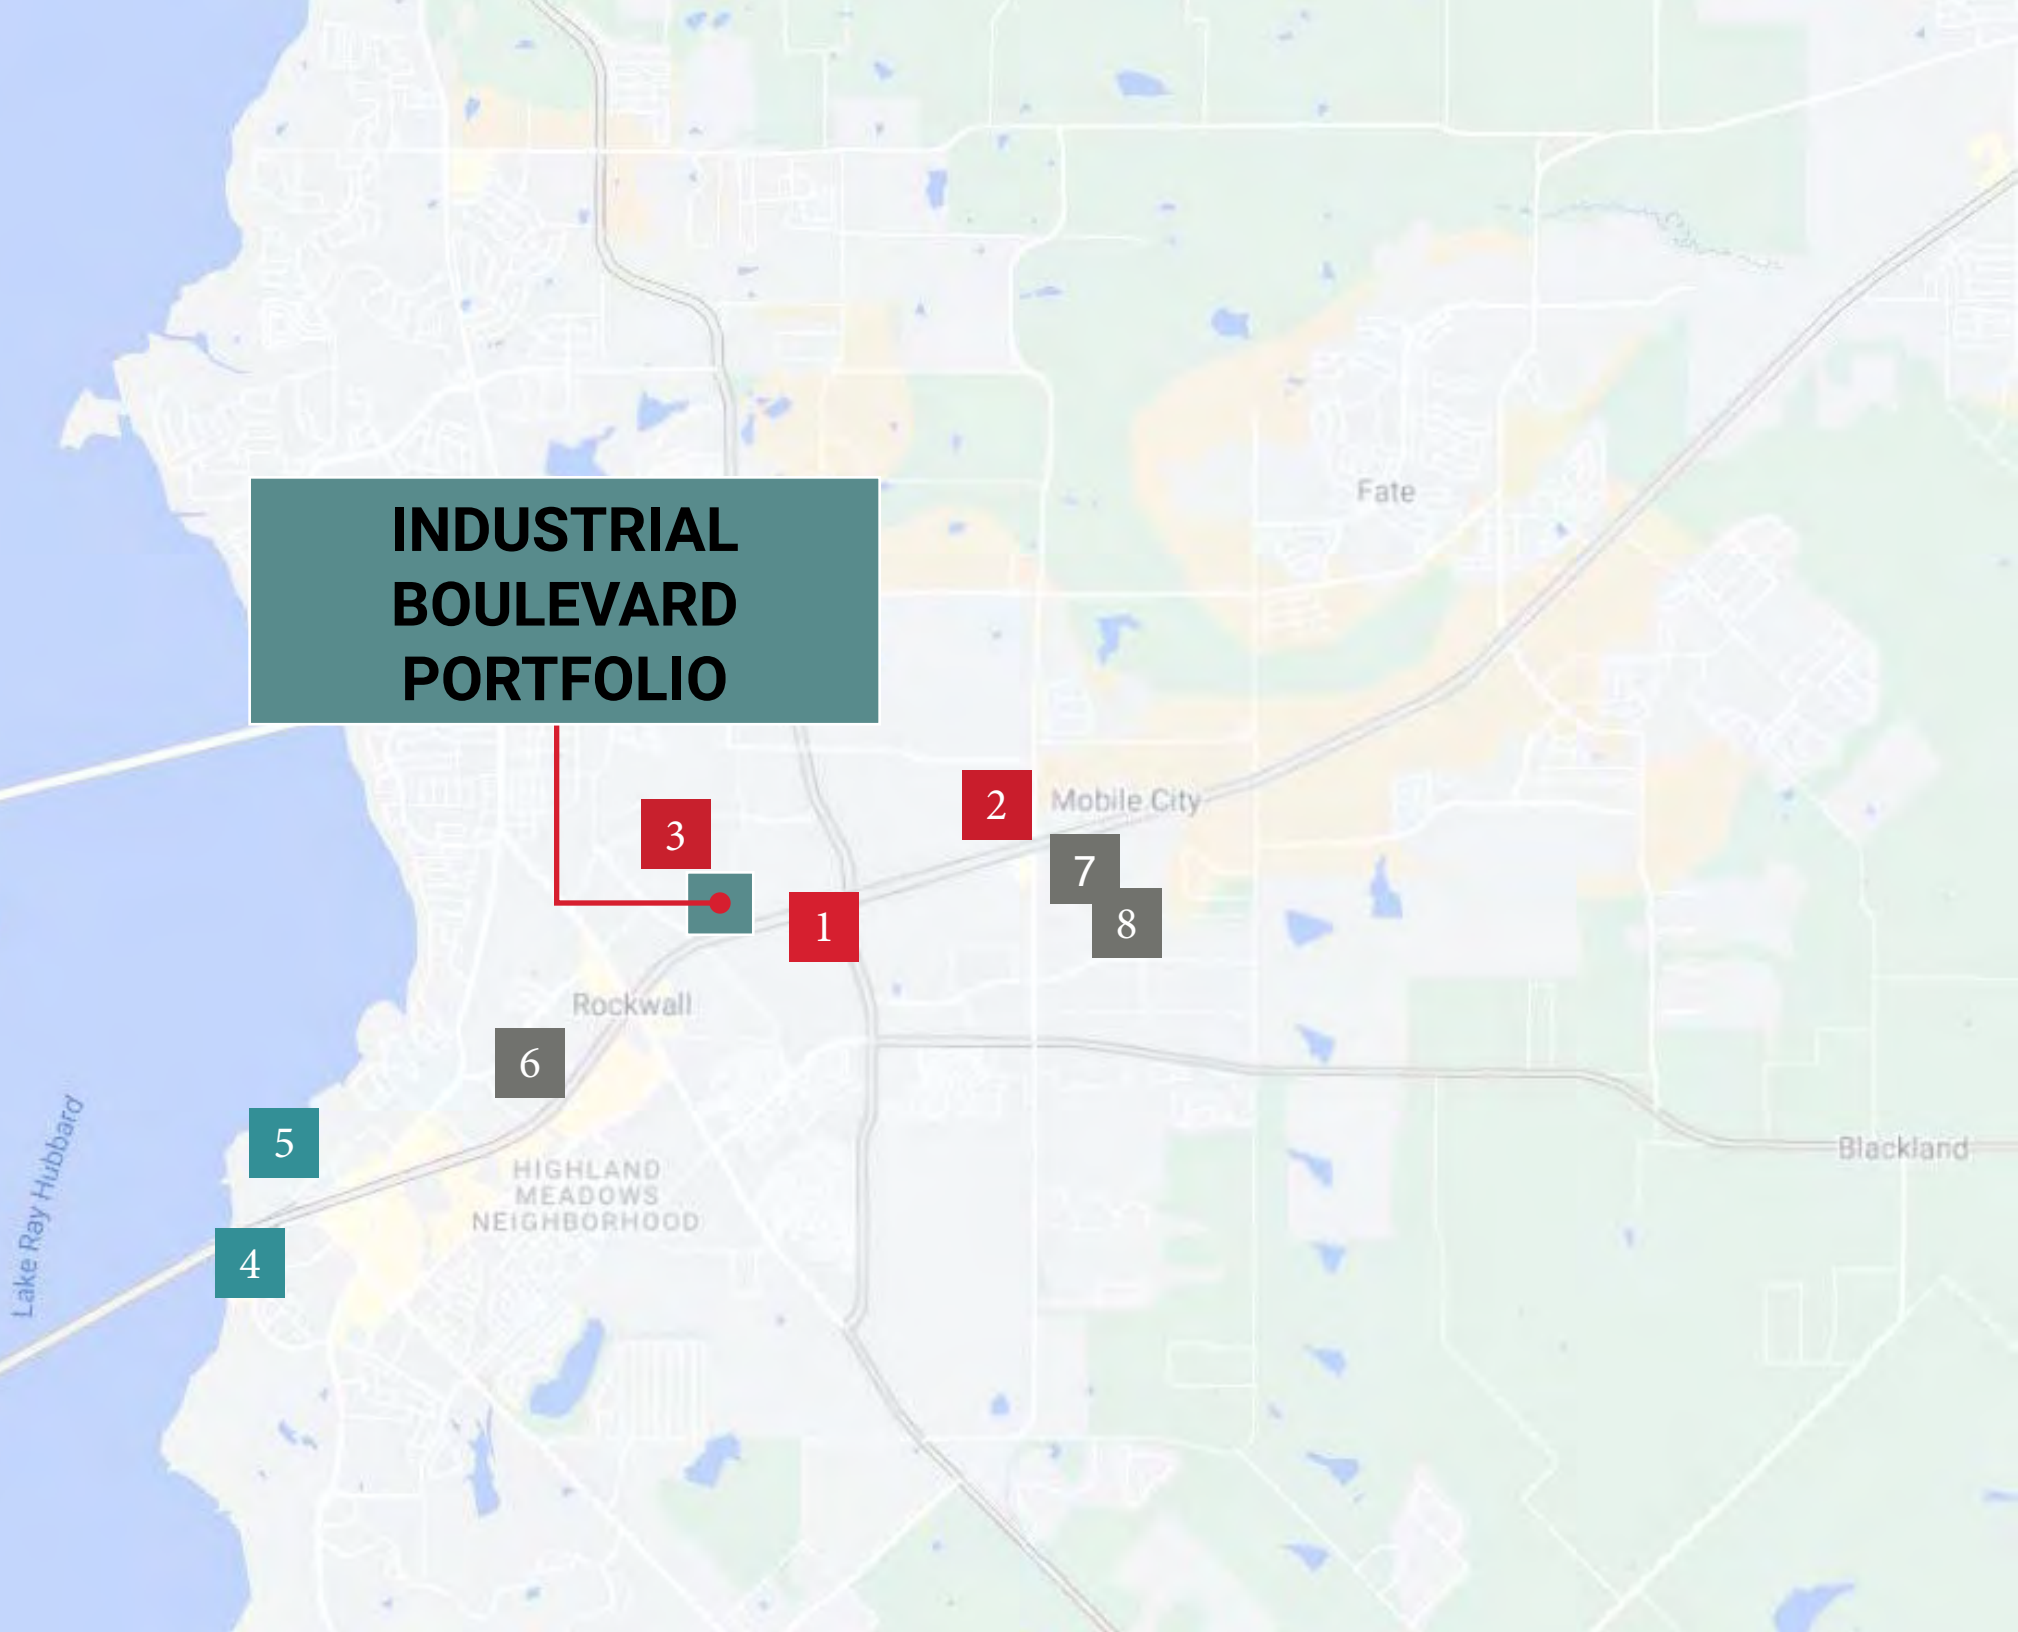 Fate
INDUSTRIAL
BOULEVARD
PORTFOLIO
2
Mobile City
3
7
1
8
Rockwall
6
5
Lake Ray Hubbard
HIGHLAND
MEADOWS
NEIGHBORHOOD
Blackland
4